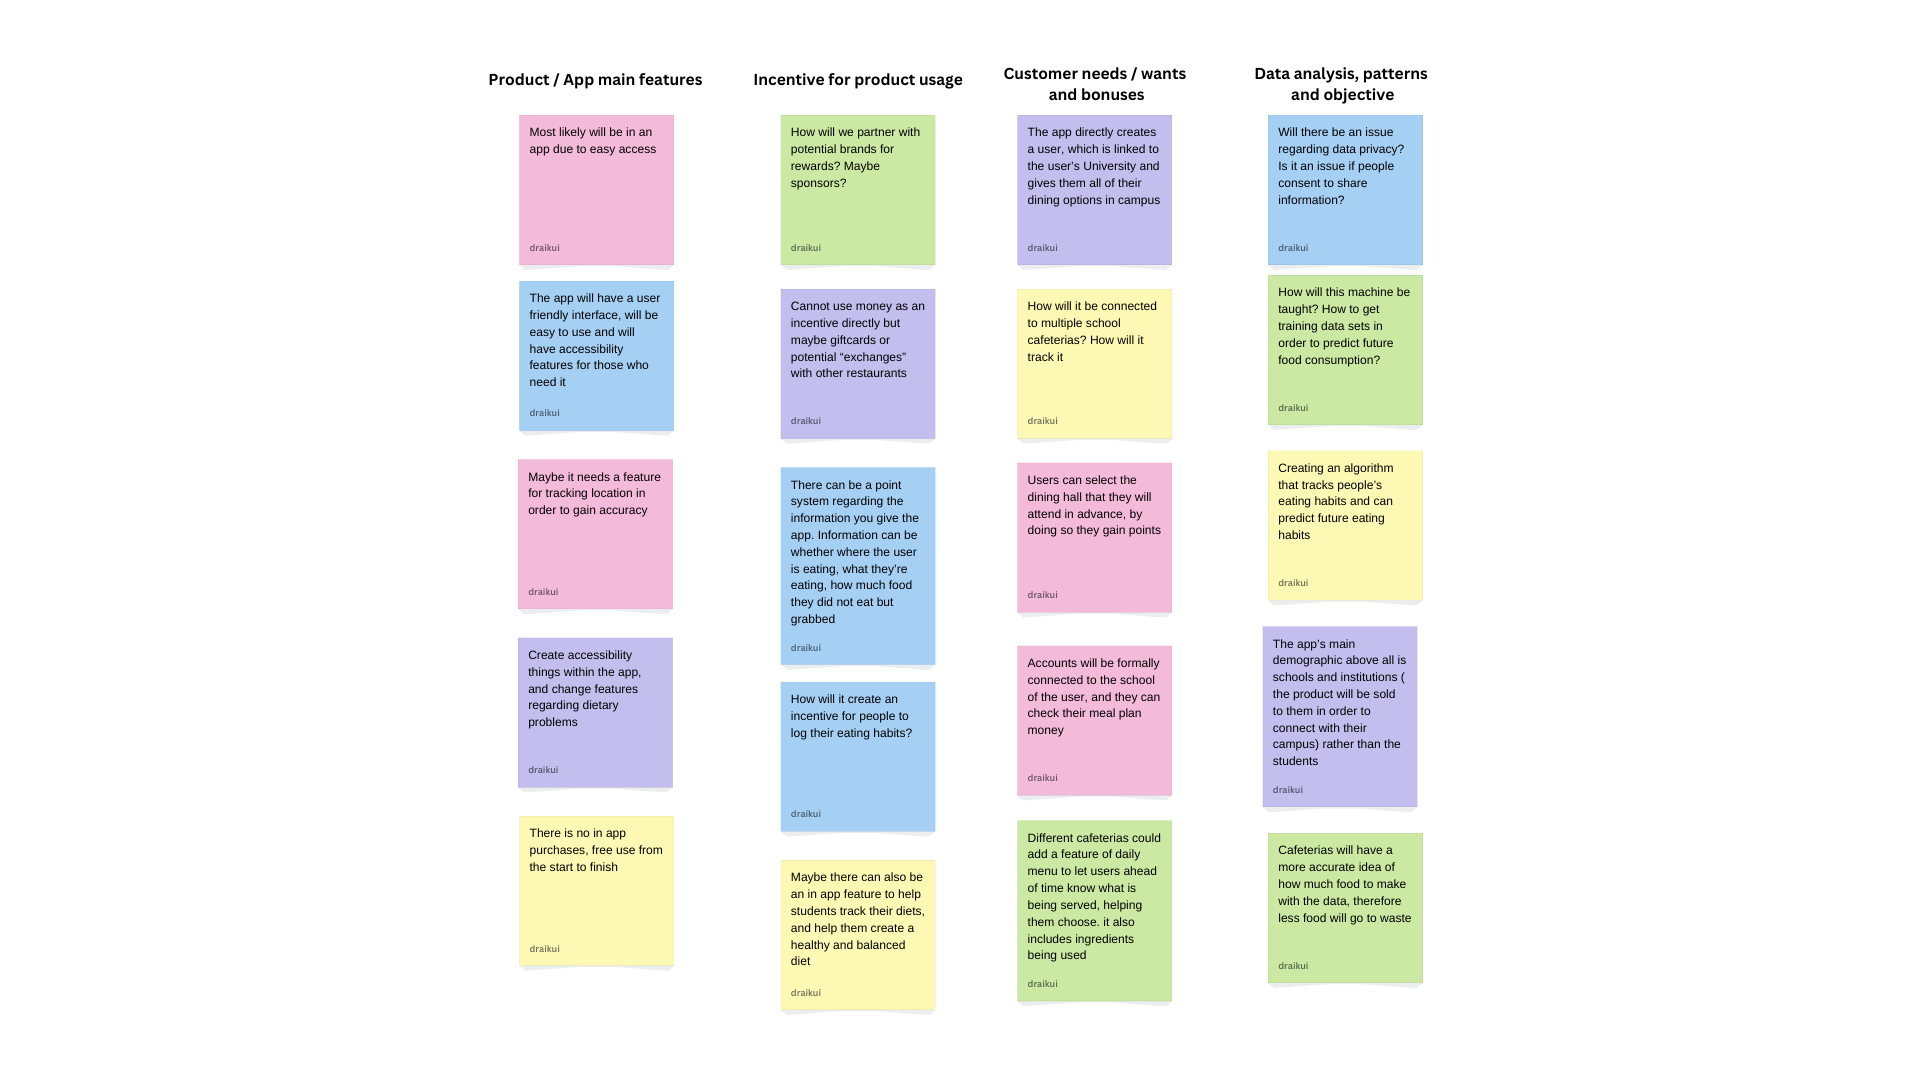 Product / App main features
Most likely will be in an
app due to easy access
draikui
The app will have a user
friendly interface, will be
easy to use and will
have accessibility
features for those who
need it
draikui
Maybe it needs a feature
for tracking location in
order to gain accuracy
draikui
Create accessibility
things within the app,
and change features
regarding dietary
problems
draikui
There is no in app
purchases, free use from
the start to finish
draikui
Incentive for product usage
How will we partner with
potential brands for
rewards? Maybe
sponsors?
draikui
Cannot use money as an
incentive directly but
maybe giftcards or
potential “exchanges”
with other restaurants
draikui
There can be a point
system regarding the
information you give the
app. Information can be
whether where the user
is eating, what they’re
eating, how much food
they did not eat but
grabbed
draikui
How will it create an
incentive for people to
log their eating habits?
draikui
Maybe there can also be
an in app feature to help
students track their diets,
and help them create a
healthy and balanced
diet
draikui
Customer needs / wants
and bonuses
The app directly creates
a user, which is linked to
the user’s University and
gives them all of their
dining options in campus
draikui
How will it be connected
to multiple school
cafeterias? How will it
track it
draikui
Users can select the
dining hall that they will
attend in advance, by
doing so they gain points
draikui
Accounts will be formally
connected to the school
of the user, and they can
check their meal plan
money
draikui
Different cafeterias could
add a feature of daily
menu to let users ahead
of time know what is
being served, helping
them choose. it also
includes ingredients
being used
draikui
Data analysis, patterns
and objective
Will there be an issue
regarding data privacy?
Is it an issue if people
consent to share
information?
draikui
How will this machine be
taught? How to get
training data sets in
order to predict future
food consumption?
draikui
Creating an algorithm
that tracks people’s
eating habits and can
predict future eating
habits
draikui
The app’s main
demographic above all is
schools and institutions (
the product will be sold
to them in order to
connect with their
campus) rather than the
students
draikui
Cafeterias will have a
more accurate idea of
how much food to make
with the data, therefore
less food will go to waste
draikui